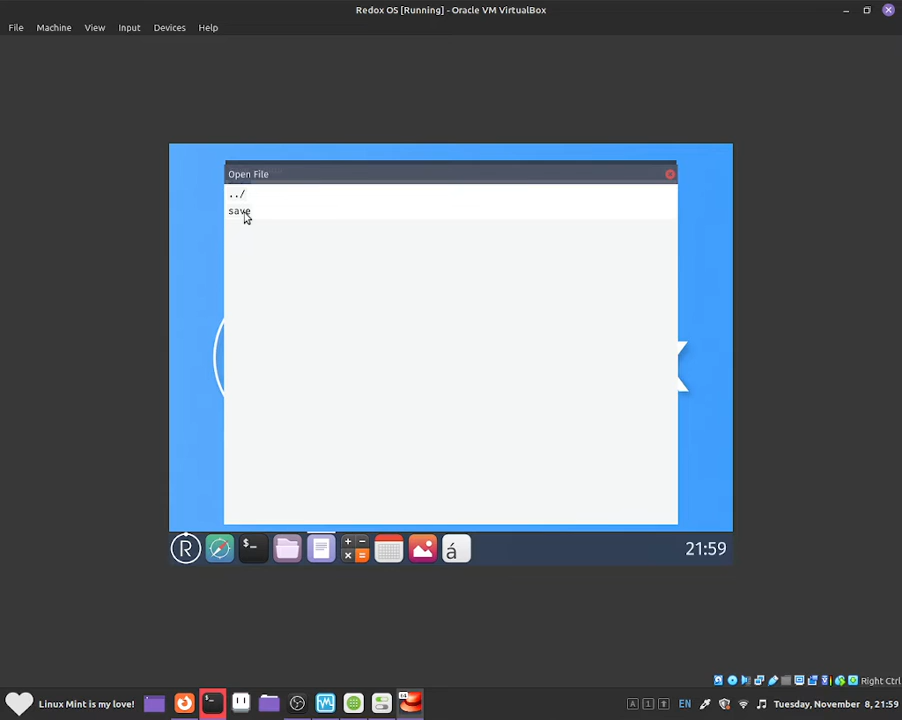 Redox OS [Running] - Oracle VM VirtualBox
File Machine View Input Devices Help
Open File
../
save
R
$_
á
21:59
Right Ctrl
$_
Linux Mint is my love!
EN
Tuesday, November 8, 21:59